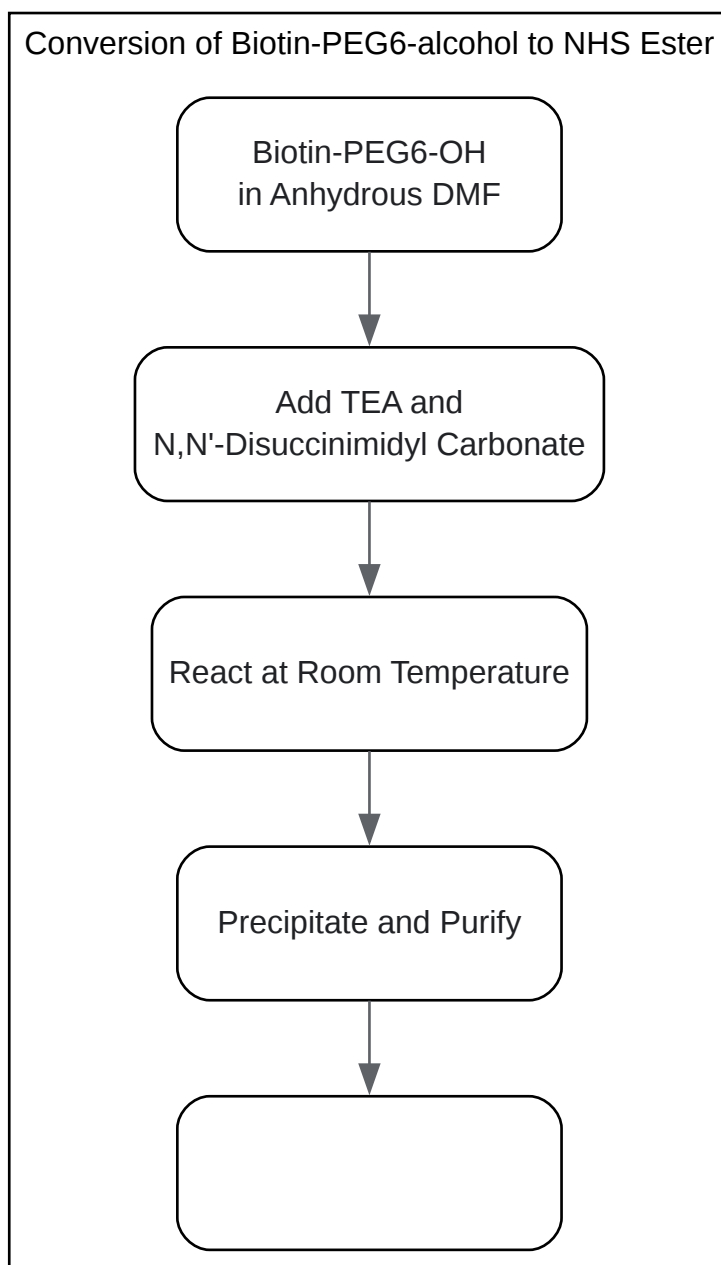 Conversion of Biotin-PEG6-alcohol to NHS Ester
Biotin-PEG6-OH
in Anhydrous DMF
Add TEA and
N,N'-Disuccinimidyl Carbonate
React at Room Temperature
Precipitate and Purify